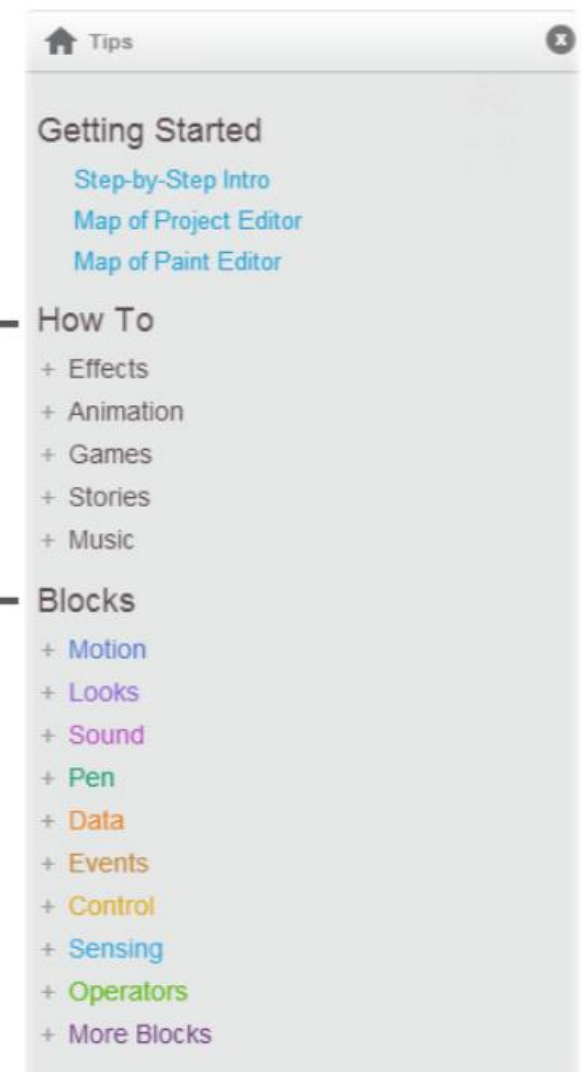 Tips
Getting Started
Step-by-Step Intro
Map of Project Editor
Map of Paint Editor
How To
+ Effects
+ Animation
+ Games
+ Stories
+ Music
Blocks
+ Motion
+ Looks
+ Sound
+ Pen
+ Data
+ Events
+ Control
+ Sensing
+ Operators
+ More Blocks